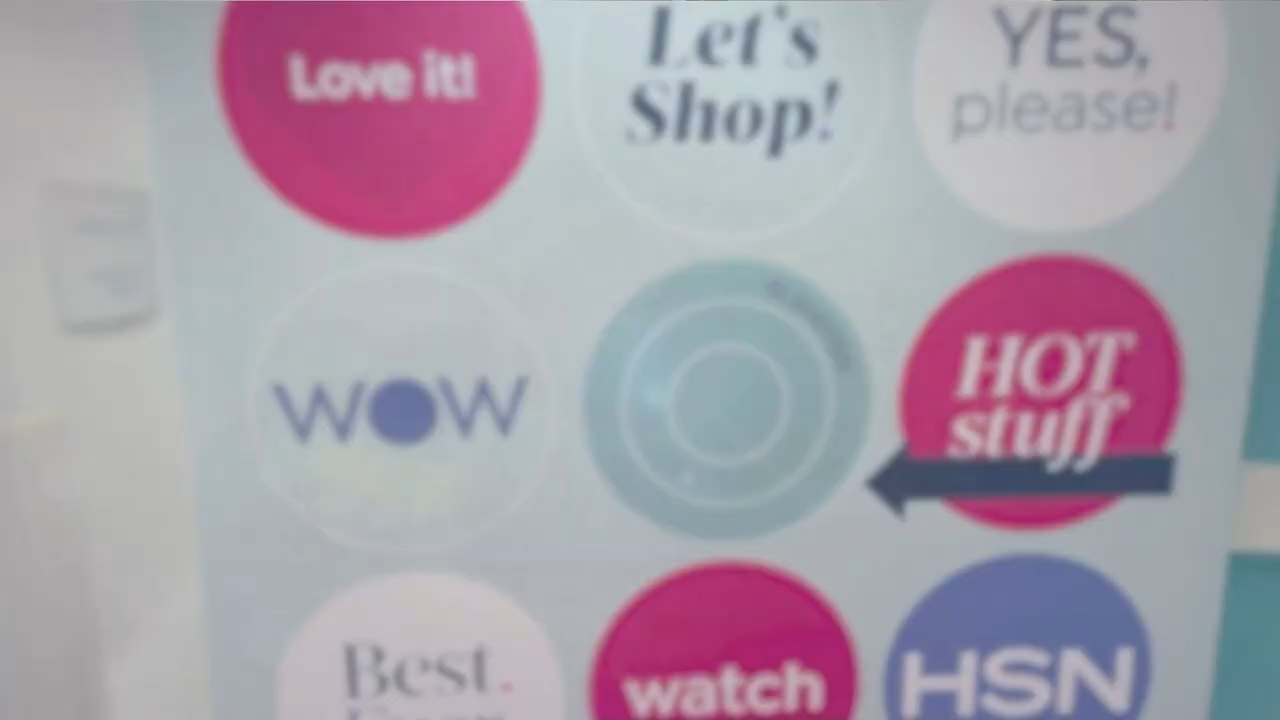 Love it!
Let's
Shop!
YES,
please!
WOW
HOT
stuff
Best.
watch
HSN